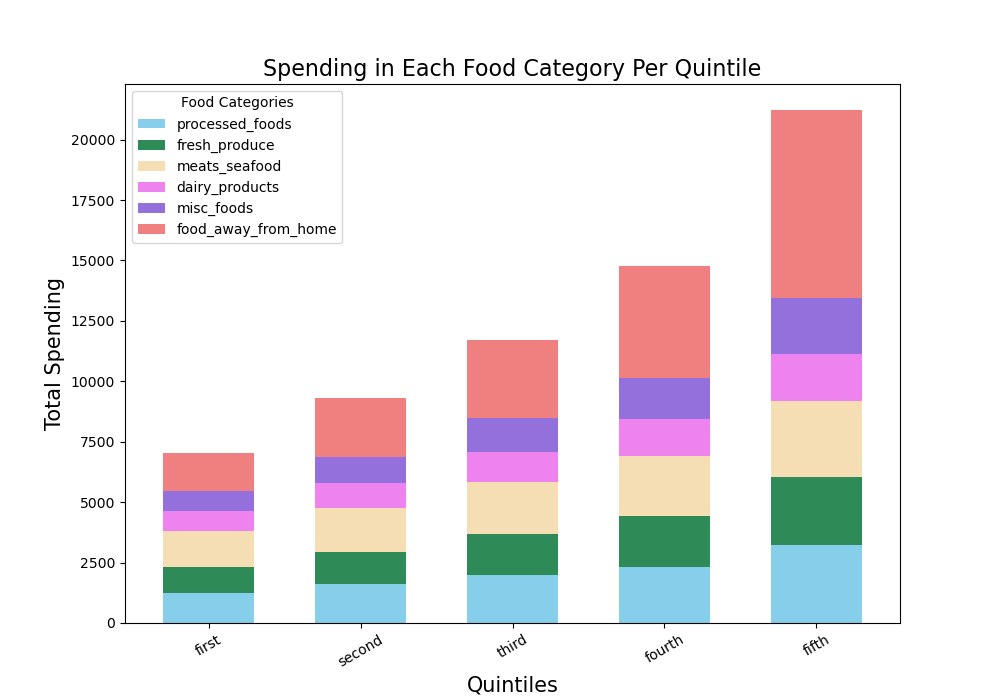 Spending in Each Food Category Per Quintile
Food Categories
processed_foods
fresh_produce
meats_seafood
dairy_products
misc_foods
food_away_from_home
Total Spending
20000
17500
15000
12500
10000
7500
5000
2500
0
first
second
third
fourth
fifth
Quintiles